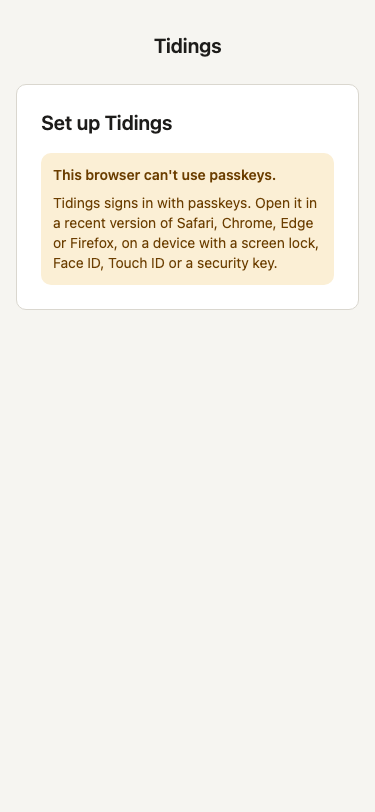 Tidings
Set up Tidings
This browser can't use passkeys.
Tidings signs in with passkeys. Open it in
a recent version of Safari, Chrome, Edge
or Firefox, on a device with a screen lock,
Face ID, Touch ID or a security key.